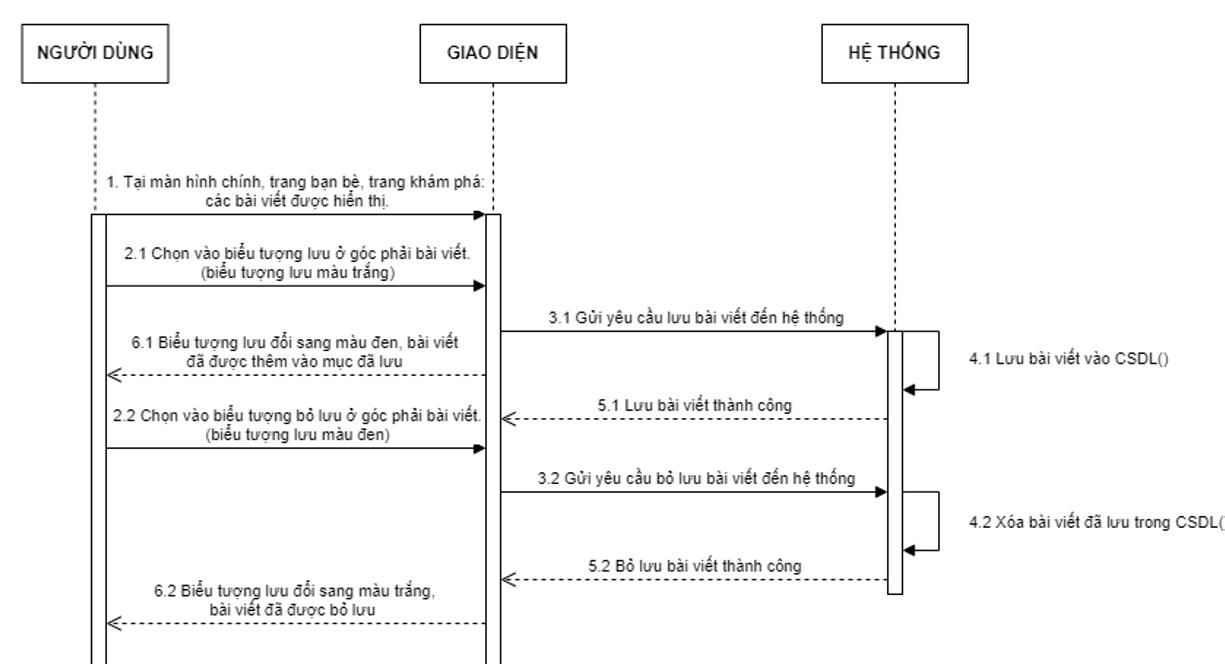 NGƯỜI DÙNG
GIAO DIỆN
HỆ THỐNG
1. Tại màn hình chính, trang bạn bè, trang khám phá:
các bài viết được hiển thị.
2.1 Chọn vào biểu tượng lưu ở góc phải bài viết.
(biểu tượng lưu màu trắng)
3.1 Gửi yêu cầu lưu bài viết đến hệ thống
6.1 Biểu tượng lưu đổi sang màu đen, bài viết
đã được thêm vào mục đã lưu
4.1 Lưu bài viết vào CSDL()
5.1 Lưu bài viết thành công
2.2 Chọn vào biểu tượng bỏ lưu ở góc phải bài viết.
(biểu tượng lưu màu đen)
3.2 Gửi yêu cầu bỏ lưu bài viết đến hệ thống
4.2 Xóa bài viết đã lưu trong CSDL()
5.2 Bỏ lưu bài viết thành công
6.2 Biểu tượng lưu đổi sang màu trắng,
bài viết đã được bỏ lưu